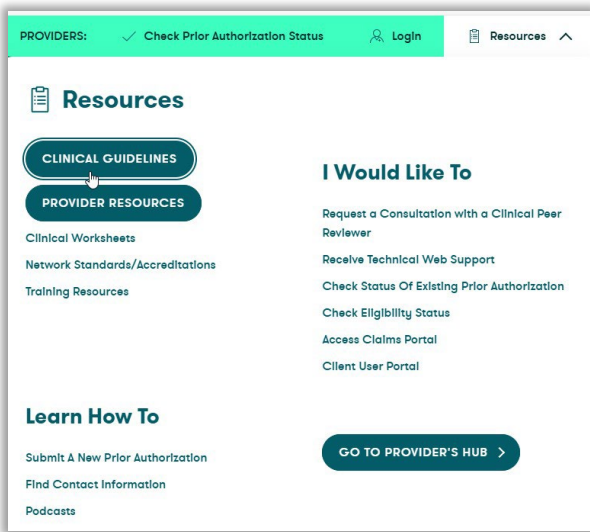 PROVIDERS: Check Prior Authorization Status Login Resources
Resources
CLINICAL GUIDELINES
PROVIDER RESOURCES
Clinical Worksheets
Network Standards/Accreditations
Training Resources
I Would Like To
Request a Consultation with a Clinical Peer
Reviewer
Receive Technical Web Support
Check Status Of Existing Prior Authorization
Check Eligibility Status
Access Claims Portal
Client User Portal
Learn How To
Submit A New Prior Authorization
Find Contact Information
Podcasts
GO TO PROVIDER'S HUB